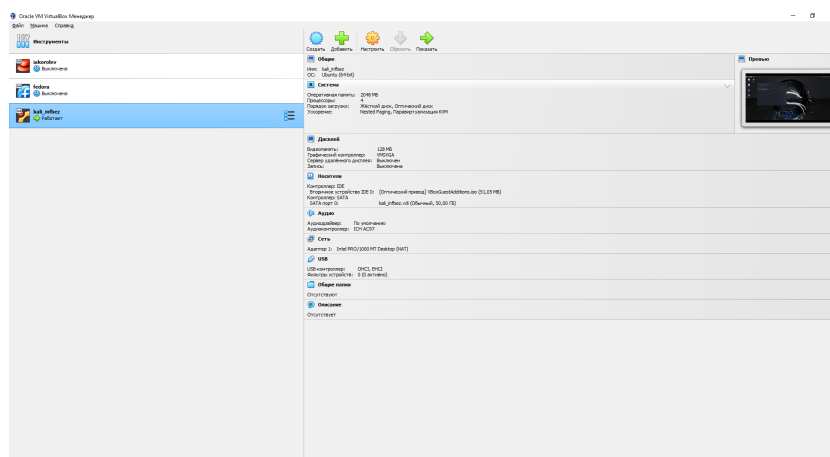 Oracle VM VirtualBox Менеджер
Файл Машина Справка
Инструменты
iakorolev
Выключена
fedora
Выключена
kali_infbez
Работает
Создать Добавить Настроить Сбросить Показать
Общие
Имя: kali_infbez
ОС: Ubuntu (64-bit)
Система
Оперативная память: 2048 МБ
Процессоры: 4
Порядок загрузки: Жёсткий диск, Оптический диск
Ускорение: Nested Paging, Паравиртуализация KVM
Дисплей
Видеопамять: 128 МБ
Графический контроллер: VMSVGA
Сервер удалённого дисплея: Выключен
Запись: Выключена
Носители
Контроллер: IDE
Вторичное устройство IDE 0: [Оптический привод] VBoxGuestAdditions.iso (51,05 МБ)
Контроллер: SATA
SATA порт 0: kali_infbez.vdi (Обычный, 50,00 ГБ)
Аудио
Аудиодрайвер: По умолчанию
Аудиоконтроллер: ICH AC97
Сеть
Адаптер 1: Intel PRO/1000 MT Desktop (NAT)
USB
USB-контроллер: OHCI, EHCI
Фильтры устройств: 0 (0 активно)
Общие папки
Отсутствуют
Описание
Отсутствует
Превью